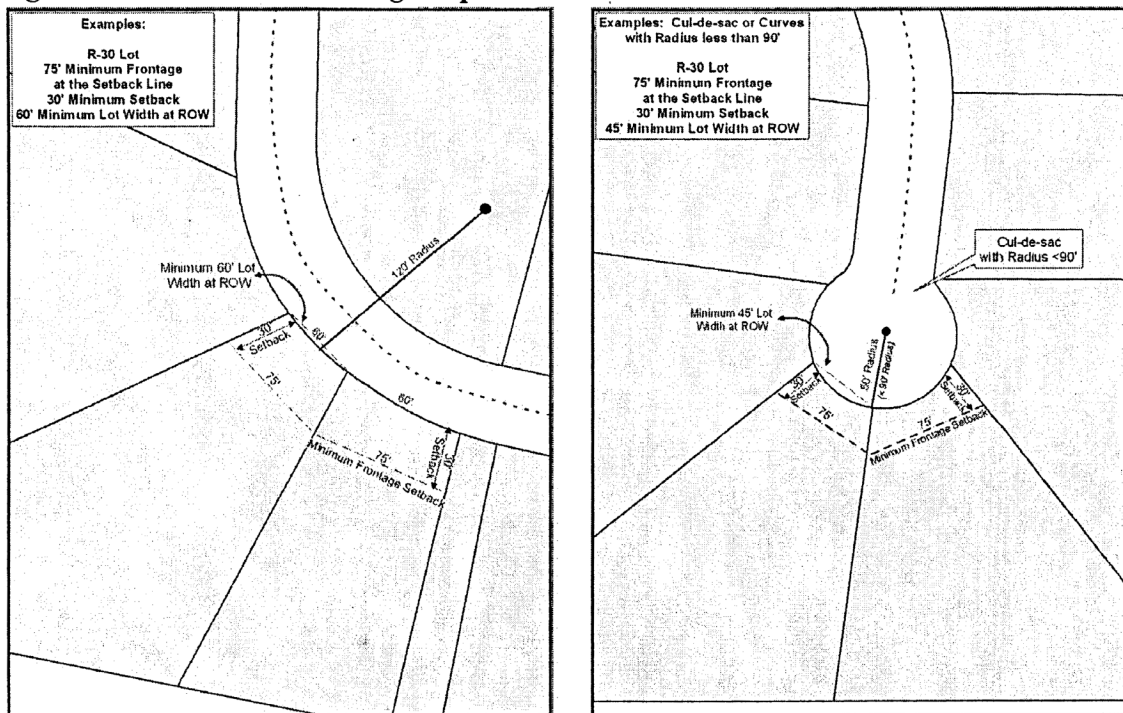 Examples:
R-30 Lot
75' Minimum Frontage
at the Setback Line
30' Minimum Setback
60' Minimum Lot Width at ROW
120' Radius
Minimum 60' Lot
Width at ROW
60'
30'
Setback
75'
60'
30'
Setback
75'
Minimum Frontage Setback
Examples: Cul-de-sac or Curves
with Radius less than 90'
R-30 Lot
75' Minimum Frontage
at the Setback Line
30' Minimum Setback
45' Minimum Lot Width at ROW
Cul-de-sac
with Radius <90'
Minimum 45' Lot
Width at ROW
50' Radius
(< 90' Radius)
30'
Setback
75'
30'
Setback
75'
Minimum Frontage Setback